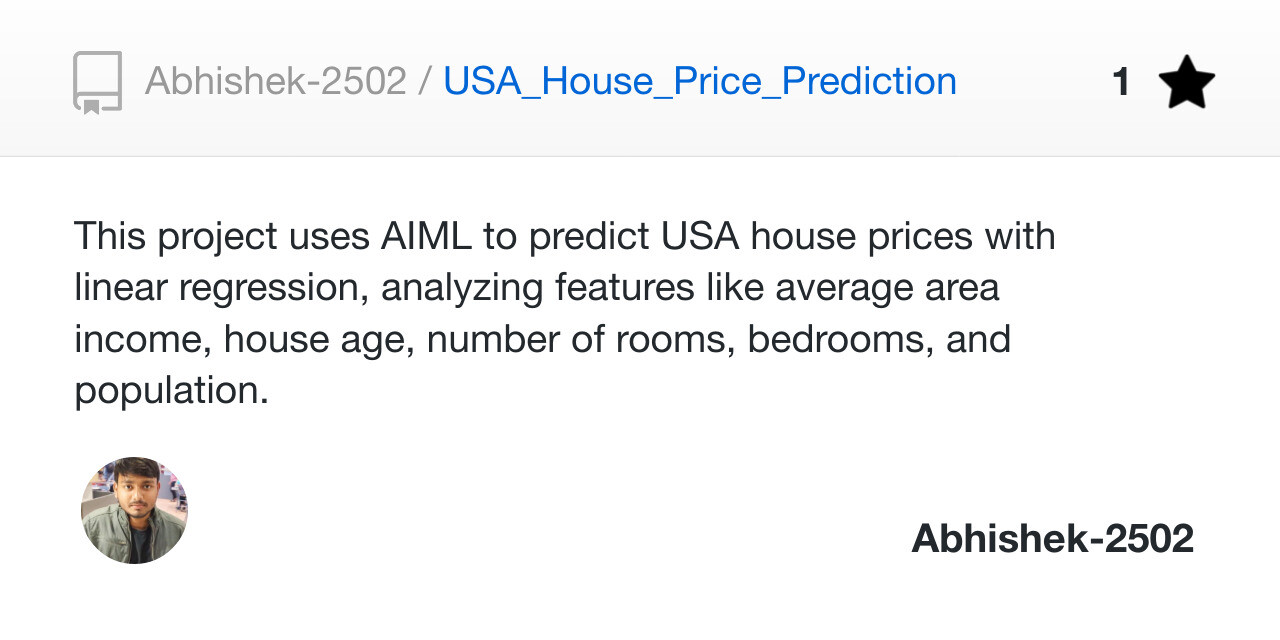 Abhishek-2502 / USA_House_Price_Prediction 1
This project uses AIML to predict USA house prices with
linear regression, analyzing features like average area
income, house age, number of rooms, bedrooms, and
population.
Abhishek-2502